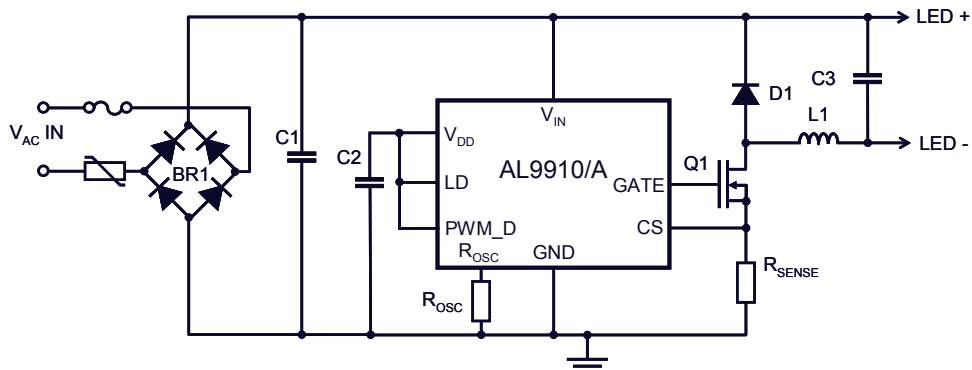 LED +
C3
D1
L1
V_AC IN
C1
V_IN
V_DD
C2
LED -
BR1
AL9910/A
Q1
LD
GATE
PWM_D
CS
R_OSC
GND
R_SENSE
R_OSC